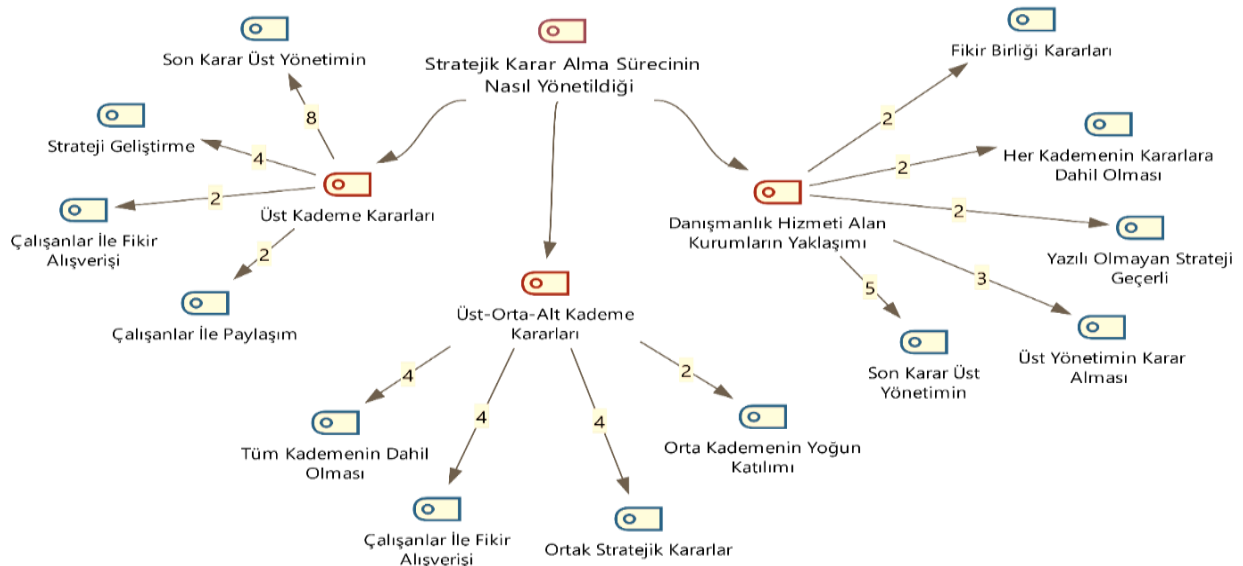 Stratejik Karar Alma Sürecinin
Nasıl Yönetildiği
Son Karar Üst Yönetimin
8
Strateji Geliştirme
4
Üst Kademe Kararları
2
Çalışanlar İle Fikir
Alışverişi
2
Çalışanlar İle Paylaşım
Üst-Orta-Alt Kademe
Kararları
4
Tüm Kademenin Dahil
Olması
4
Çalışanlar İle Fikir
Alışverişi
4
Ortak Stratejik Kararlar
2
Orta Kademenin Yoğun
Katılımı
Danışmanlık Hizmeti Alan
Kurumların Yaklaşımı
2
Fikir Birliği Kararları
2
Her Kademenin Kararlara
Dahil Olması
2
Yazılı Olmayan Strateji
Geçerli
3
Üst Yönetimin Karar
Alması
5
Son Karar Üst
Yönetimin